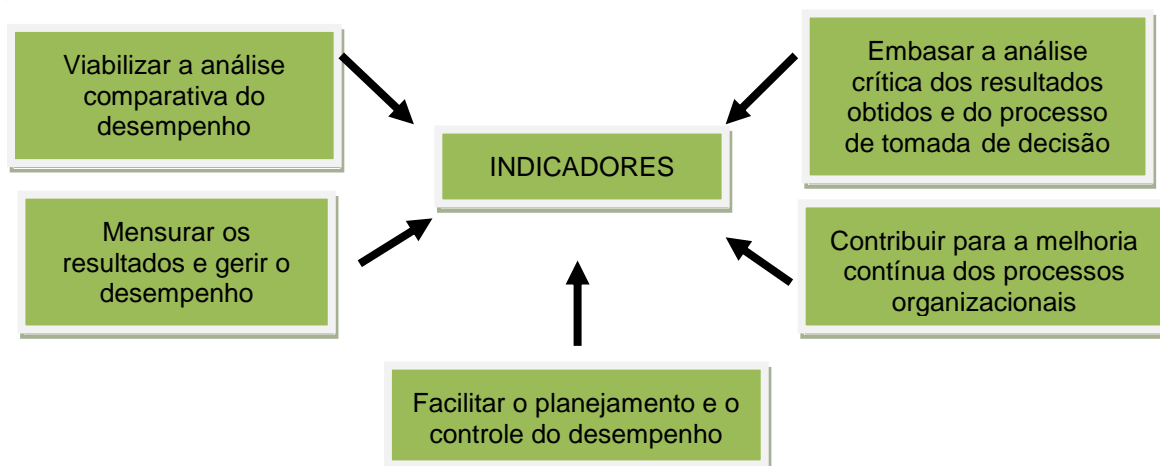 Viabilizar a análise
comparativa do
desempenho
Embasar a análise
crítica dos resultados
obtidos e do processo
de tomada de decisão
INDICADORES
Mensurar os
resultados e gerir o
desempenho
Contribuir para a melhoria
contínua dos processos
organizacionais
Facilitar o planejamento e o
controle do desempenho